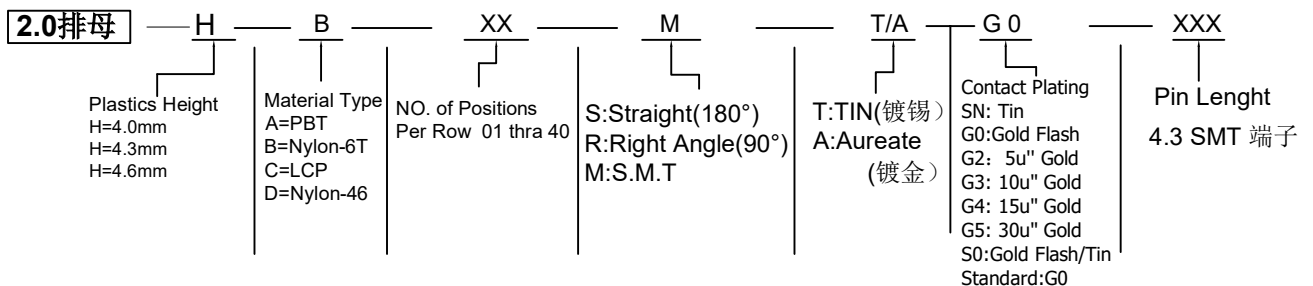 2.0排母 H B XX M T/A G 0 XXX
Plastics Height
H=4.0mm
H=4.3mm
H=4.6mm
Material Type
A=PBT
B=Nylon-6T
C=LCP
D=Nylon-46
NO. of Positions
Per Row 01 thra 40
S:Straight(180°)
R:Right Angle(90°)
M:S.M.T
T:TIN(镀锡）
A:Aureate
(镀金）
Contact Plating
SN: Tin
G0:Gold Flash
G2： 5u" Gold
G3: 10u" Gold
G4: 15u" Gold
G5: 30u" Gold
S0:Gold Flash/Tin
Standard:G0
Pin Lenght
4.3 SMT 端子